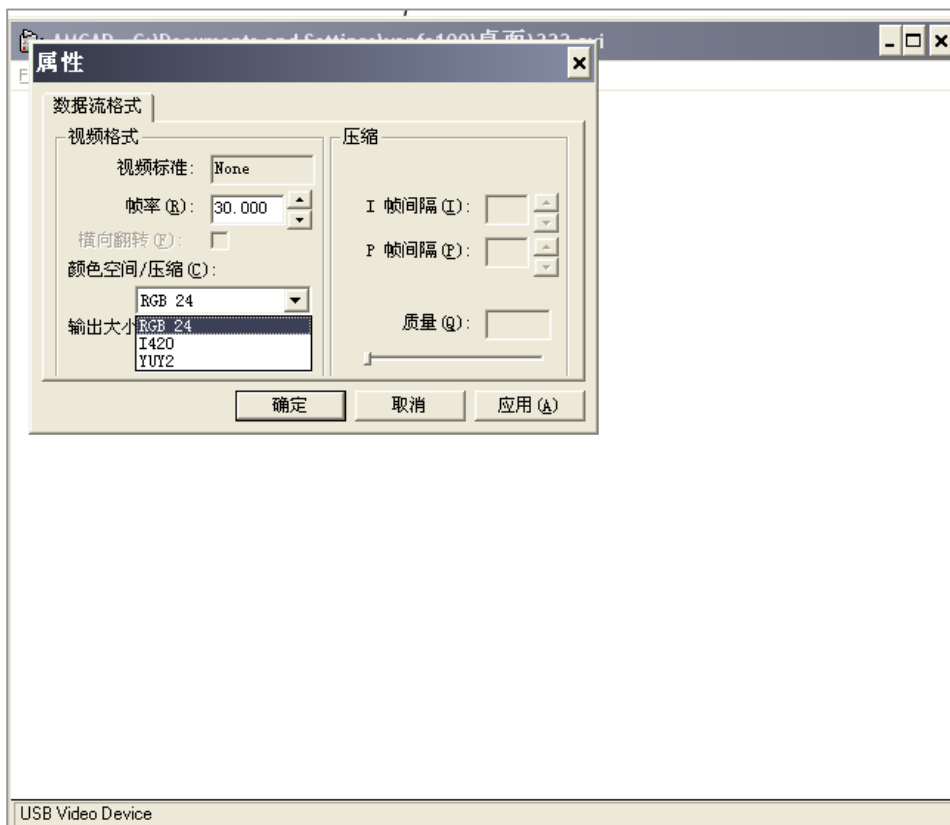 属性
数据流格式
视频格式
视频标准: None
帧率(R): 30.000
横向翻转(F):
颜色空间/压缩(C):
RGB 24
输出大小
RGB 24
I420
YUY2
压缩
I 帧间隔(I):
P 帧间隔(P):
质量(Q):
确定
取消
应用(A)
USB Video Device